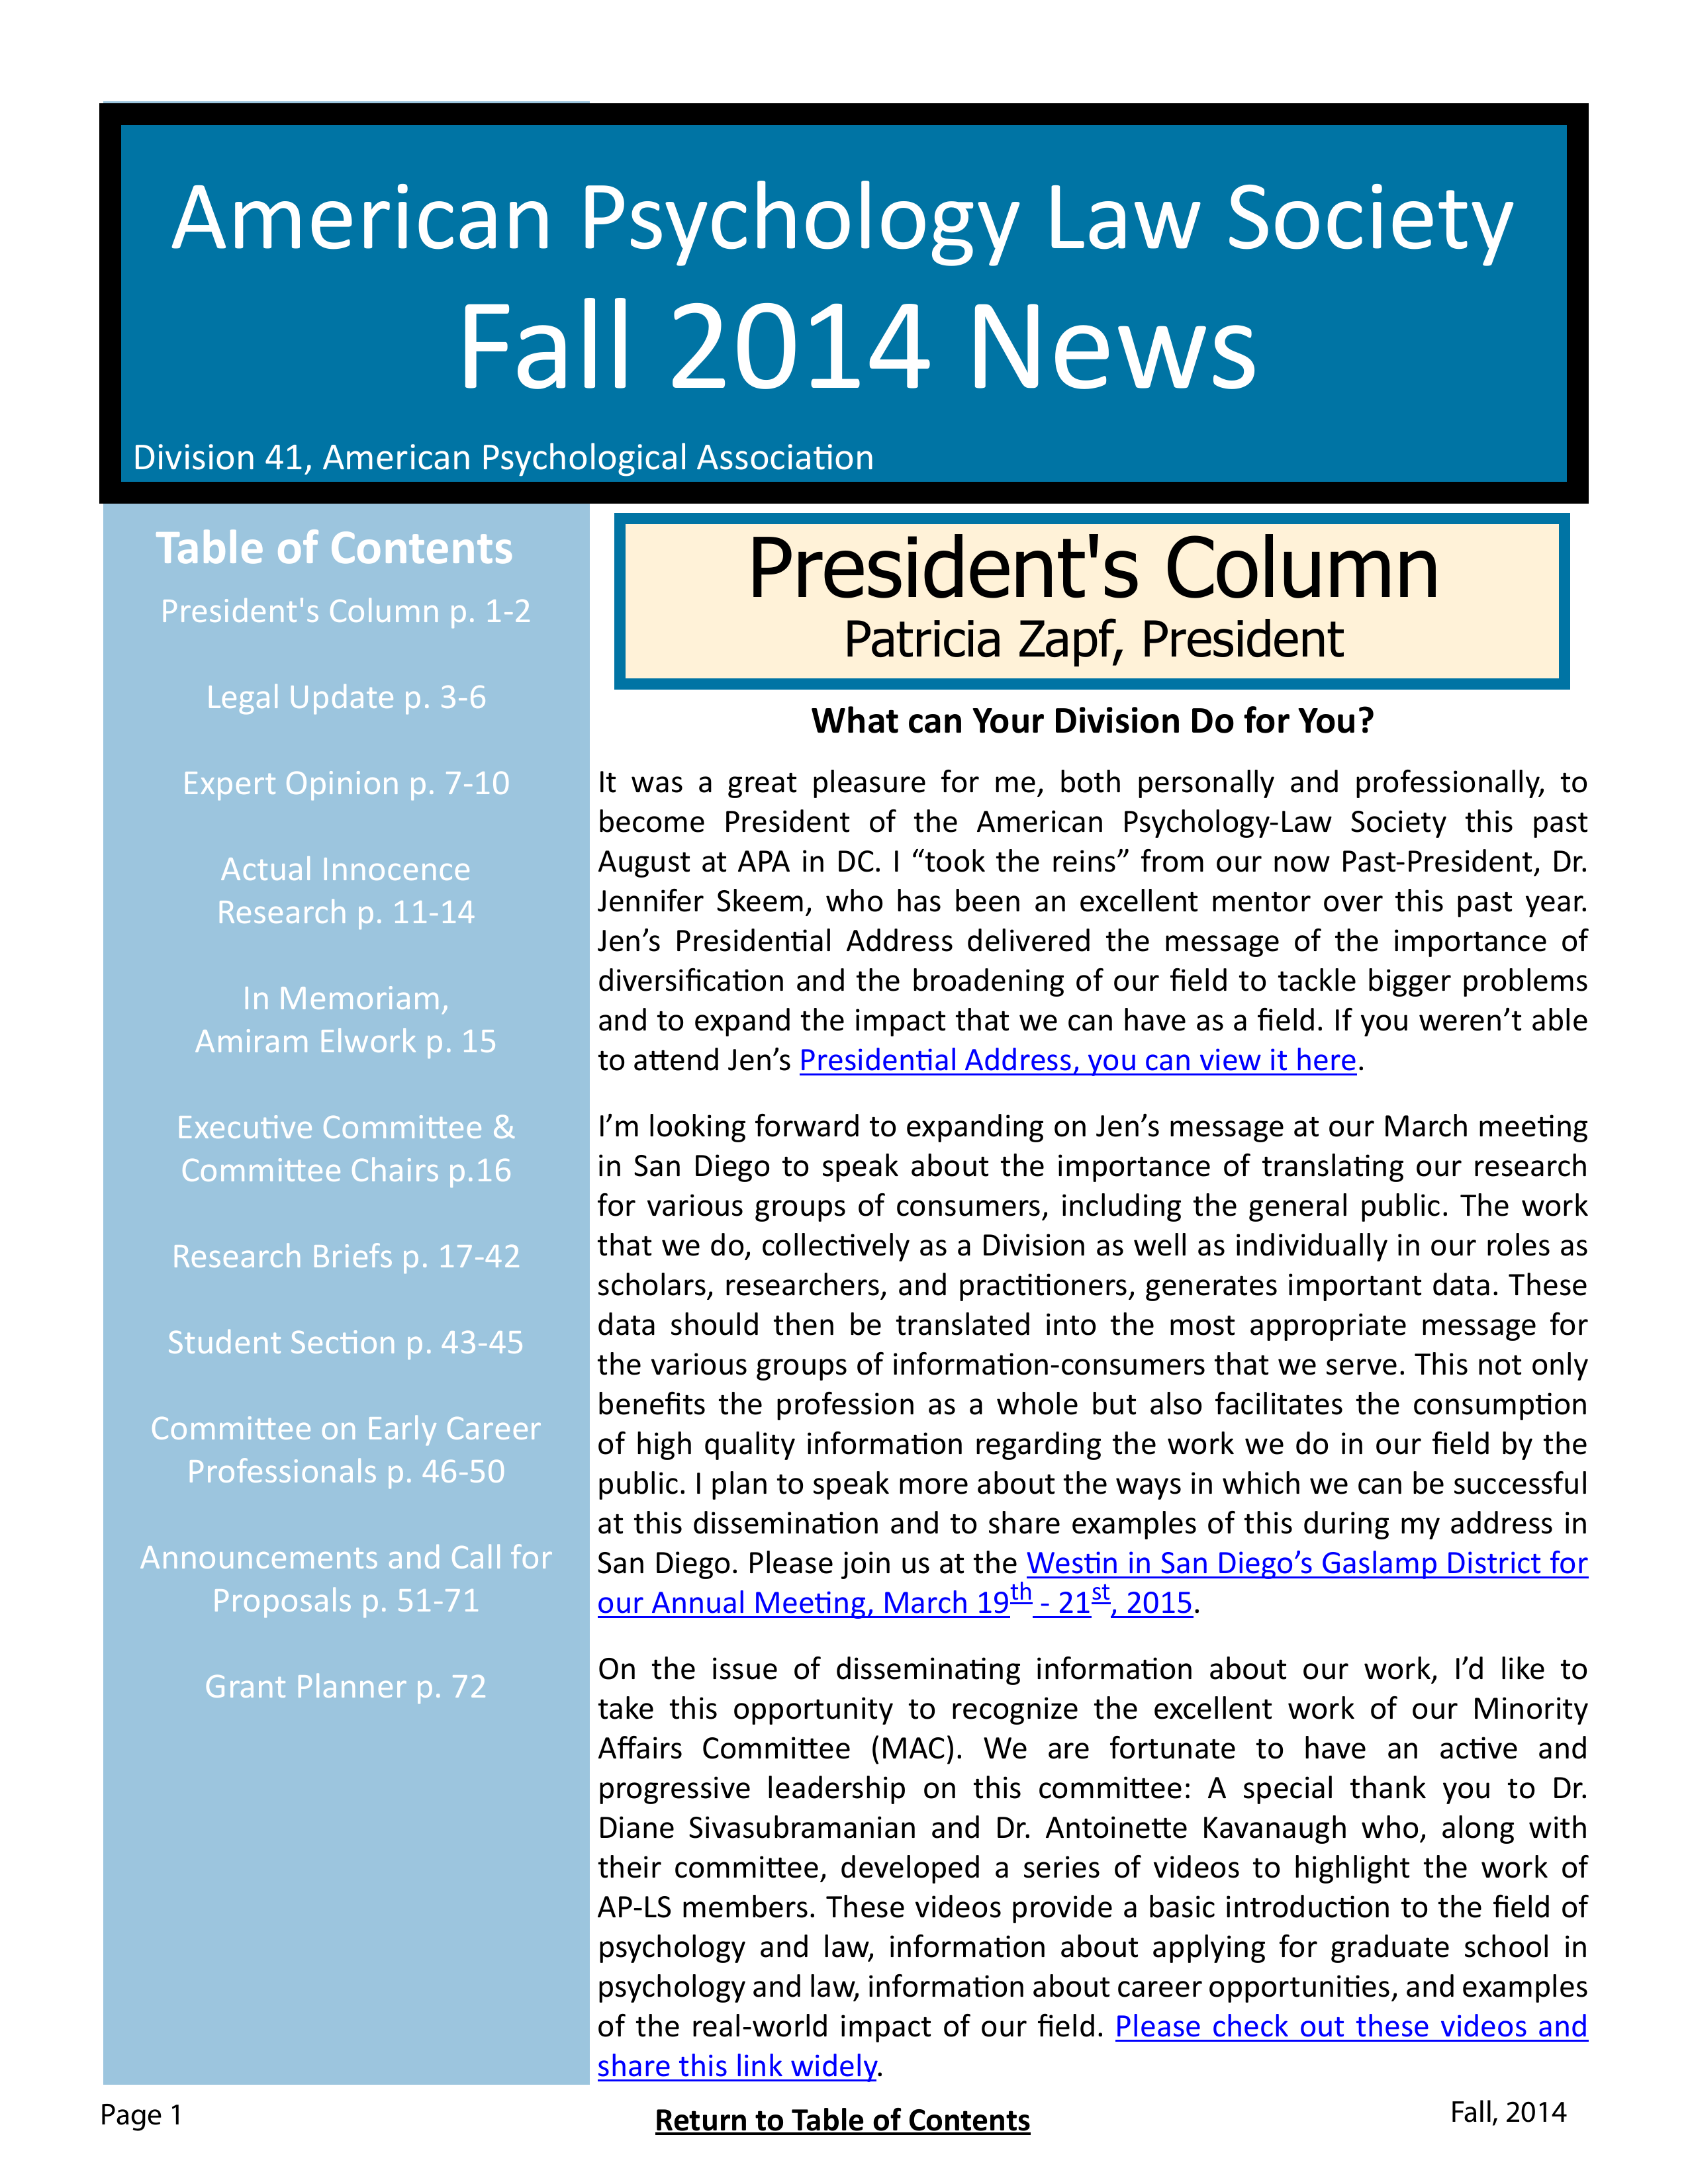 American Psychology Law Society
Fall 2014 News
Division 41, American Psychological Association
Table of Contents
President's Column p. 1-2
Legal Update p. 3-6
Expert Opinion p. 7-10
Actual Innocence
Research p. 11-14
In Memoriam,
Amiram Elwork p. 15
Executive Committee &
Committee Chairs p.16
Research Briefs p. 17-42
Student Section p. 43-45
Committee on Early Career
Professionals p. 46-50
Announcements and Call for
Proposals p. 51-71
Grant Planner p. 72
President's Column
Patricia Zapf, President
What can Your Division Do for You?
It was a great pleasure for me, both personally and professionally, to
become President of the American Psychology-Law Society this past
August at APA in DC. I “took the reins” from our now Past-President, Dr.
Jennifer Skeem, who has been an excellent mentor over this past year.
Jen’s Presidential Address delivered the message of the importance of
diversification and the broadening of our field to tackle bigger problems
and to expand the impact that we can have as a field. If you weren’t able
to attend Jen’s Presidential Address, you can view it here.
I’m looking forward to expanding on Jen’s message at our March meeting
in San Diego to speak about the importance of translating our research
for various groups of consumers, including the general public. The work
that we do, collectively as a Division as well as individually in our roles as
scholars, researchers, and practitioners, generates important data. These
data should then be translated into the most appropriate message for
the various groups of information-consumers that we serve. This not only
benefits the profession as a whole but also facilitates the consumption
of high quality information regarding the work we do in our field by the
public. I plan to speak more about the ways in which we can be successful
at this dissemination and to share examples of this during my address in
San Diego. Please join us at the Westin in San Diego’s Gaslamp District for
our Annual Meeting, March 19th - 21st, 2015.
On the issue of disseminating information about our work, I’d like to
take this opportunity to recognize the excellent work of our Minority
Affairs Committee (MAC). We are fortunate to have an active and
progressive leadership on this committee: A special thank you to Dr.
Diane Sivasubramanian and Dr. Antoinette Kavanaugh who, along with
their committee, developed a series of videos to highlight the work of
AP-LS members. These videos provide a basic introduction to the field of
psychology and law, information about applying for graduate school in
psychology and law, information about career opportunities, and examples
of the real-world impact of our field. Please check out these videos and
share this link widely.
Page 1
Return to Table of Contents
Fall, 2014